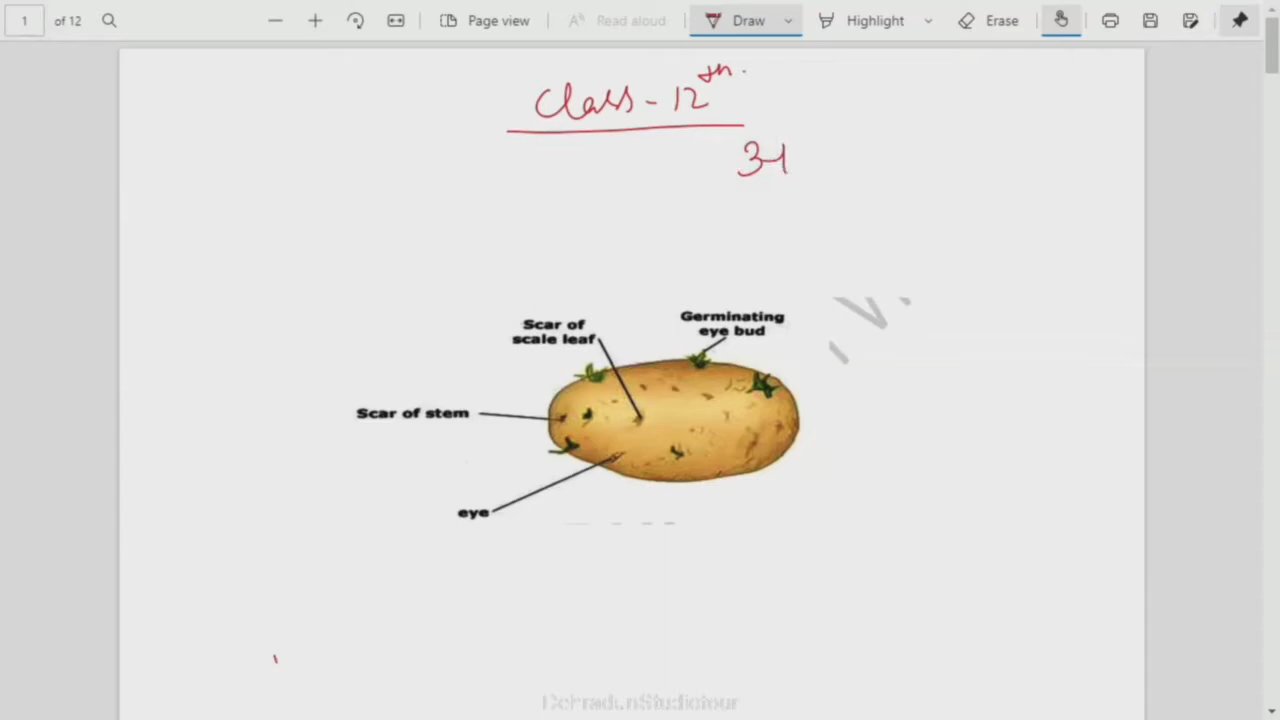 1 of 12 Page view Read aloud Draw Highlight Erase
Class - 12th
Scar of
scale leaf
Germinating
eye bud
Scar of stem
eye